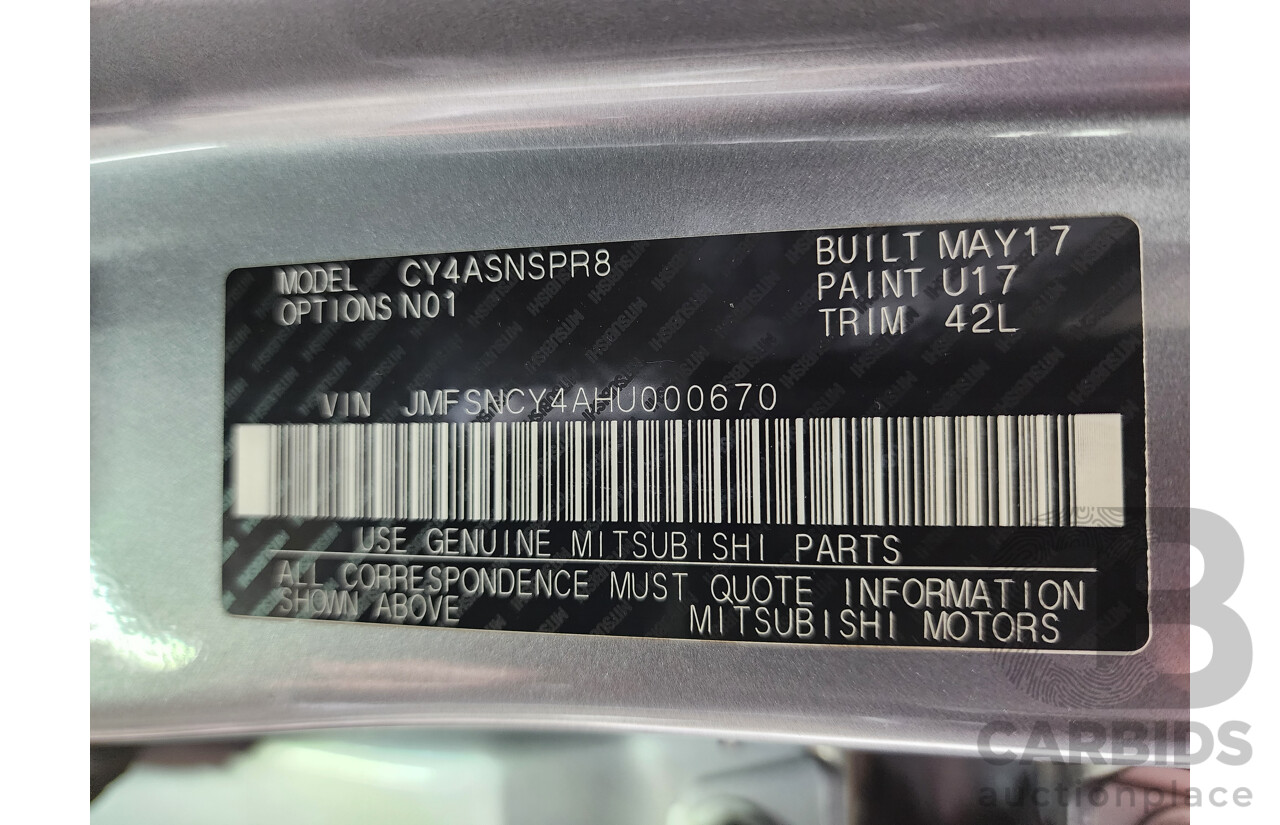 MODEL CY4ASNSPR8
OPTIONS N01
BUILT MAY17
PAINT U17
TRIM 42L
VIN JMFSNCY4AHU000670
USE GENUINE MITSUBISHI PARTS
ALL CORRESPONDENCE MUST QUOTE INFORMATION
SHOWN ABOVE MITSUBISHI MOTORS
CARBIDS
auctionplace